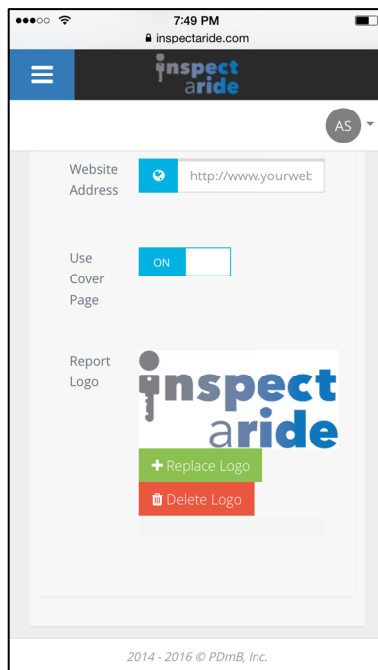 7:49 PM
inspectaride.com
inspect
aride
AS
Website
Address
http://www.yourweb
Use
Cover
Page
ON
Report
Logo
inspect
aride
Replace Logo
Delete Logo
2014 - 2016 © PDmB, Inc.